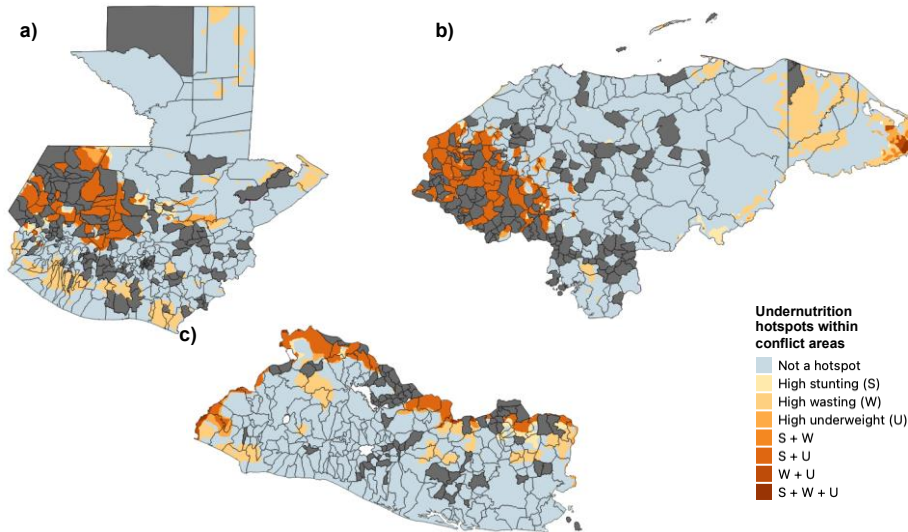 a)
b)
c)
Undernutrition
hotspots within
conflict areas
Not a hotspot
High stunting (S)
High wasting (W)
High underweight (U)
S + W
S + U
W + U
S + W + U